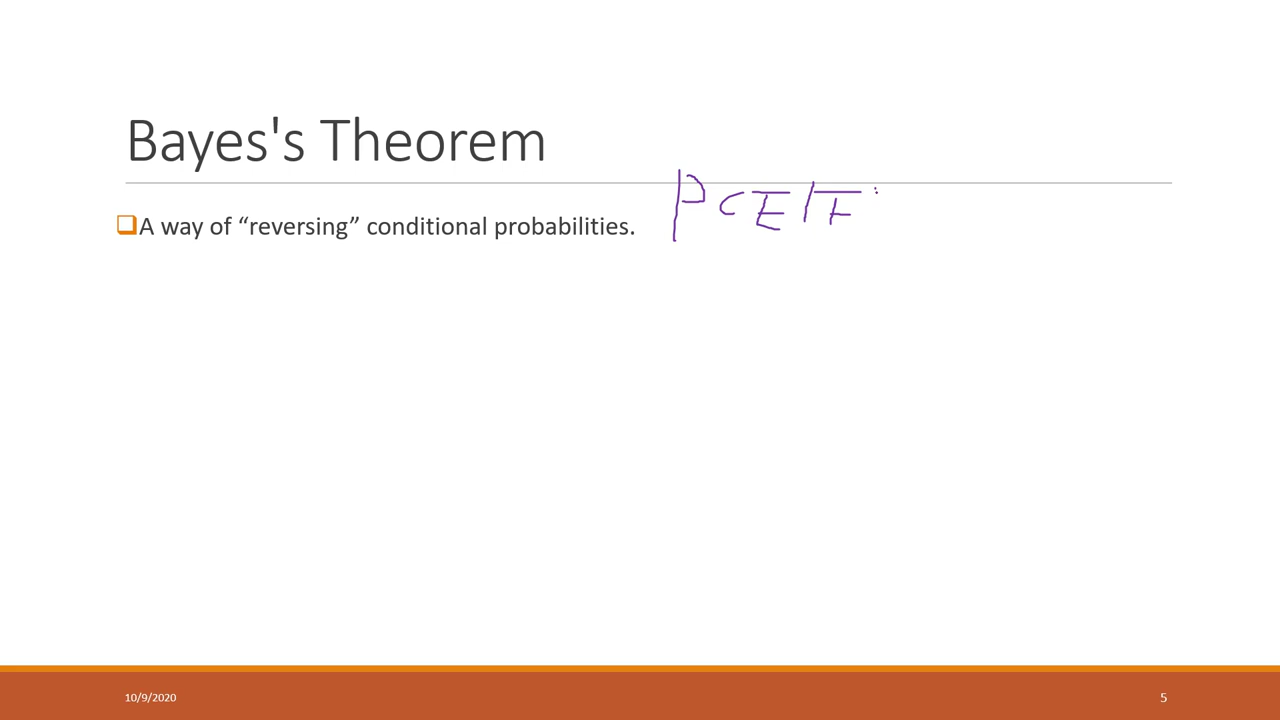 Bayes's Theorem
❑A way of “reversing” conditional probabilities. P(E|F
10/9/2020 5